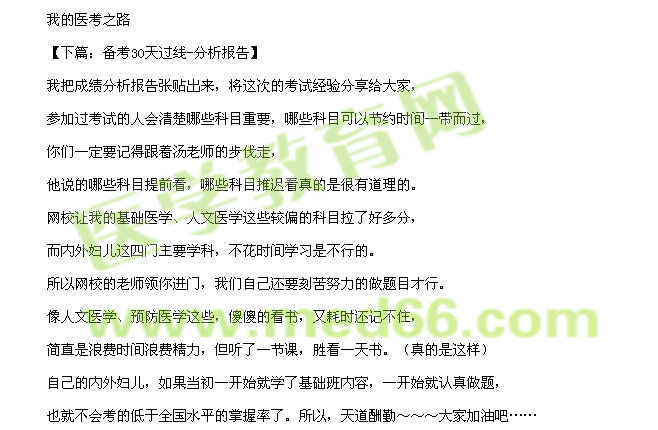 我的医考之路
【下篇：备考30天过线-分析报告】
我把成绩分析报告张贴出来，将这次的考试经验分享给大家，
参加过考试的人会清楚哪些科目重要，哪些科目可以节约时间一带而过，
你们一定要记得跟着汤老师的步伐走，
他说的哪些科目提前看，哪些科目推迟看真的是很有道理的。
网校让我的基础医学、人文医学这些较偏的科目拉了好多分，
而内外妇儿这四门主要学科，不花时间学习是不行的。
所以网校的老师领你进门，我们自己还要刻苦努力的做题目才行。
像人文医学、预防医学这些，傻傻的看书，又耗时还记不住，
简直是浪费时间浪费精力，但听了一节课，胜看一天书。（真的是这样）
自己的内外妇儿，如果当初一开始就学了基础班内容，一开始就认真做题，
也就不会考的低于全国水平的掌握率了。所以，天道酬勤～～～大家加油吧……
医学教育网
www.med66.com